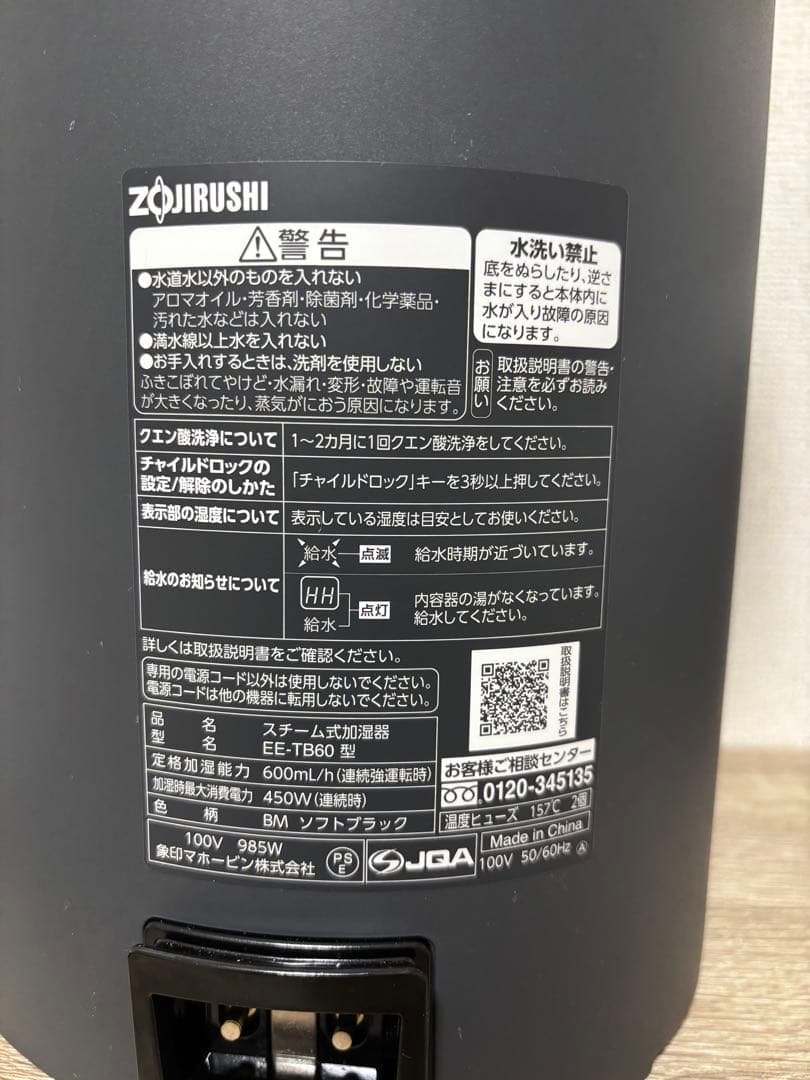 ZOJIRUSHI
警告
●水道水以外のものを入れない
アロマオイル・芳香剤・除菌剤・化学薬品・
汚れた水などは入れない
●満水線以上水を入れない
●お手入れするときは、洗剤を使用しない
ふきこぼれてやけど・水漏れ・変形・故障や運転音
が大きくなったり、蒸気がにおう原因になります。
水洗い禁止
底をぬらしたり、逆さ
まにすると本体内に
水が入り故障の原因
になります。
お願い
取扱説明書の警告・
注意を必ずお読み
ください。
クエン酸洗浄について
1～2カ月に1回クエン酸洗浄をしてください。
チャイルドロックの
設定/解除のしかた
「チャイルドロック」キーを3秒以上押してください。
表示部の湿度について
表示している湿度は目安としてお使いください。
給水のお知らせについて
給水 点滅 給水時期が近づいています。
HH
給水
点灯
内容器の湯がなくなっています。
給水してください。
詳しくは取扱説明書をご確認ください。
専用の電源コード以外は使用しないでください。
電源コードは他の機器に転用しないでください。
取扱説明書はこちら
品名 スチーム式加湿器
型名 EE-TB60 型
定格加湿能力 600mL/h(連続強運転時)
加湿時最大消費電力 450W(連続時)
色柄 BM ソフトブラック
お客様ご相談センター
0120-345135
温度ヒューズ 157℃ 2個
Made in China
100V 985W
象印マホービン株式会社
PS
E
JQA
100V 50/60Hz Ⓐ